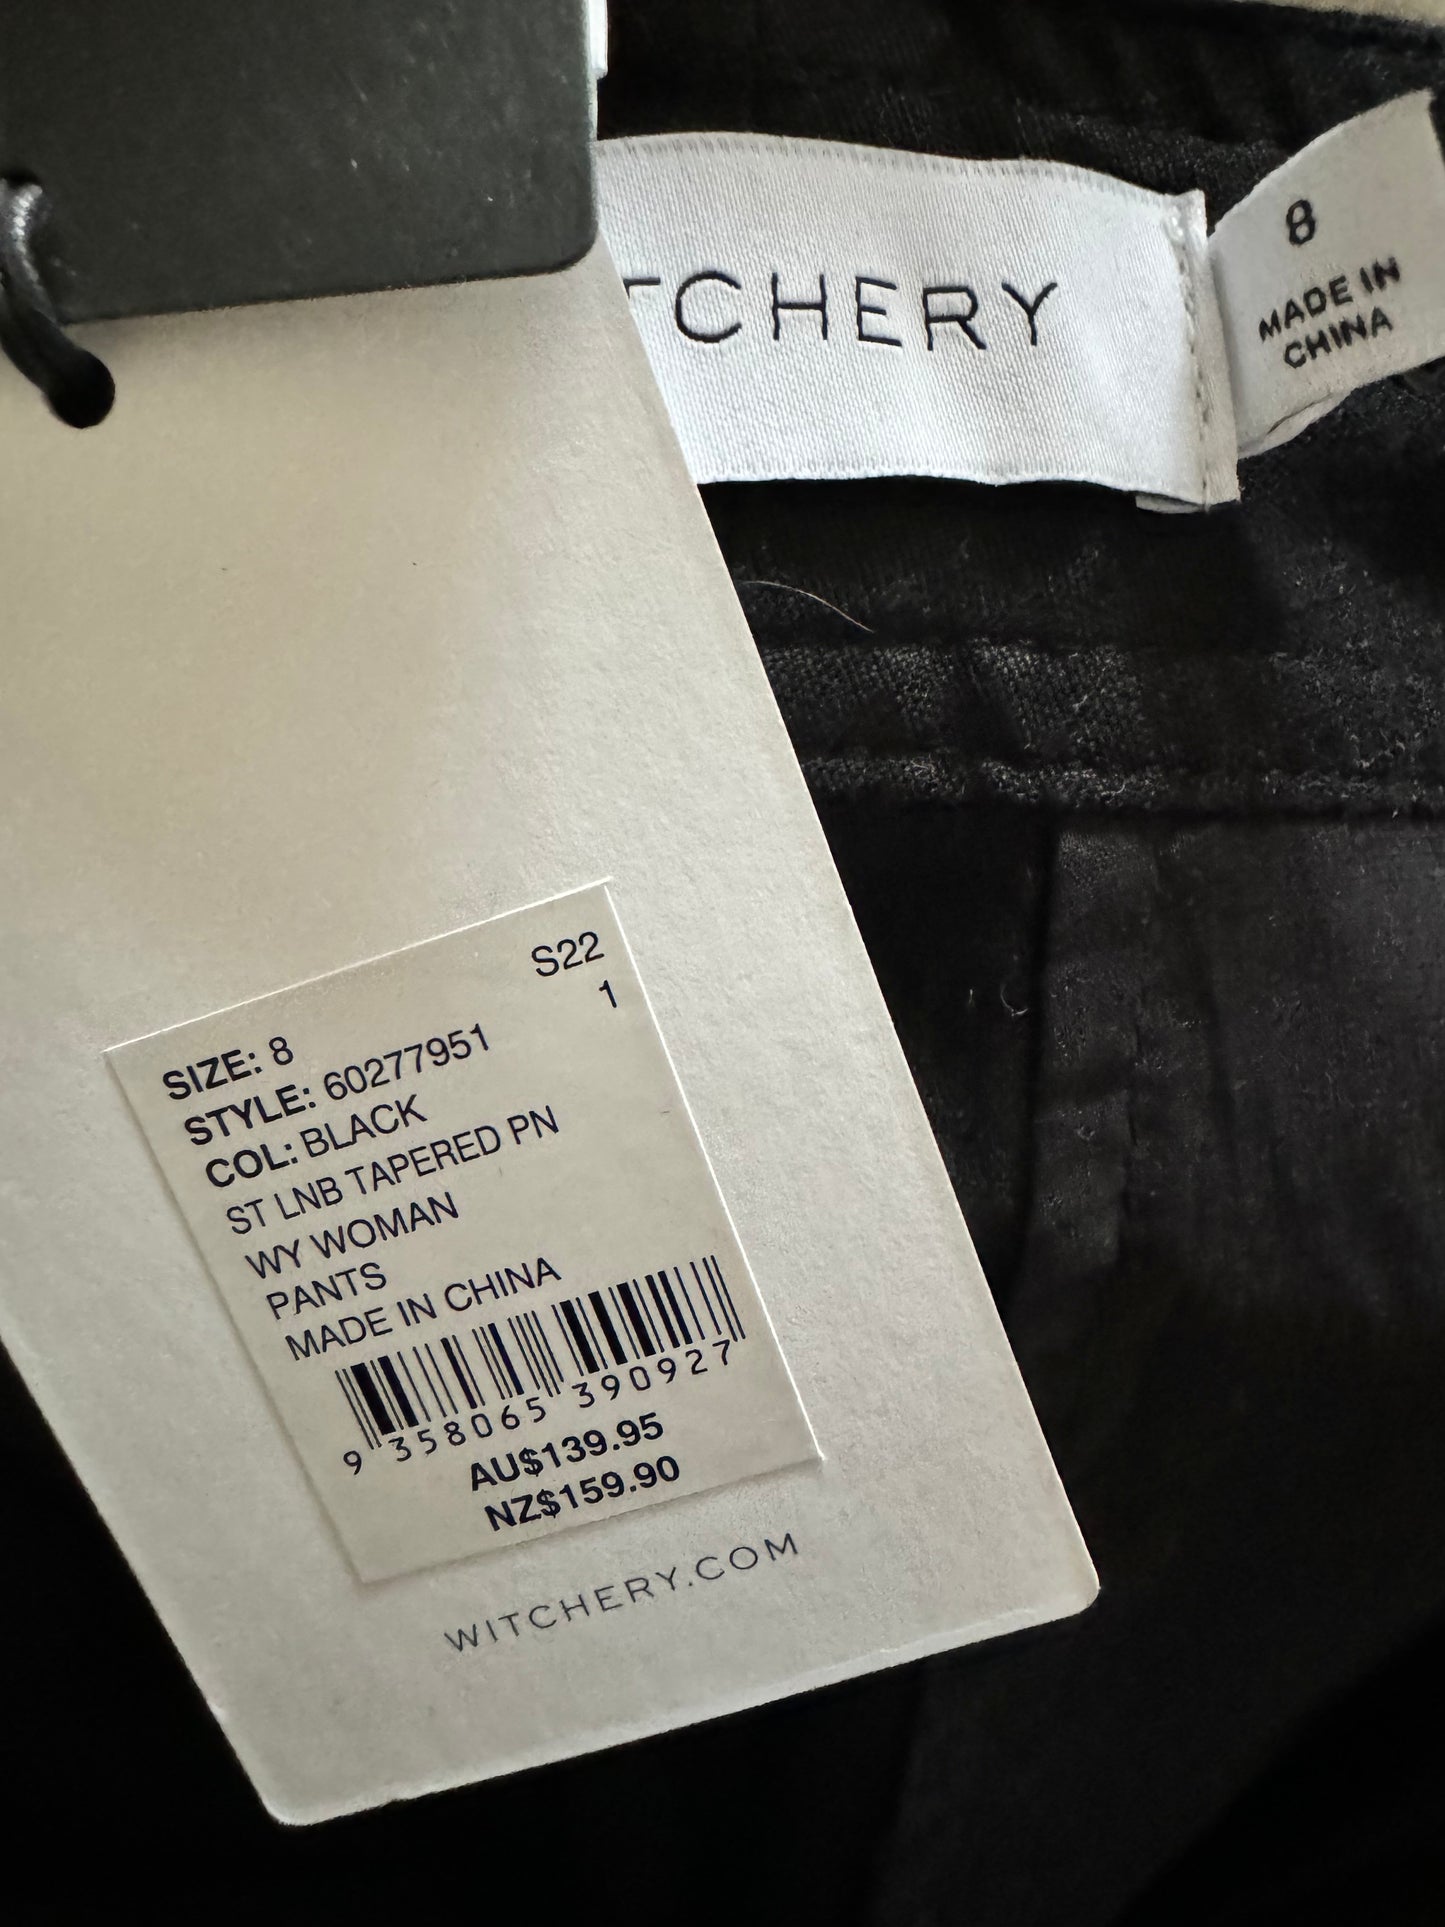 TCHERY
8
MADE IN
CHINA
S22
1
SIZE: 8
STYLE: 60277951
COL: BLACK
ST LNB TAPERED PN
WY WOMAN
PANTS
MADE IN CHINA
9 358065 390927
AU$139.95
NZ$159.90
WITCHERY.COM